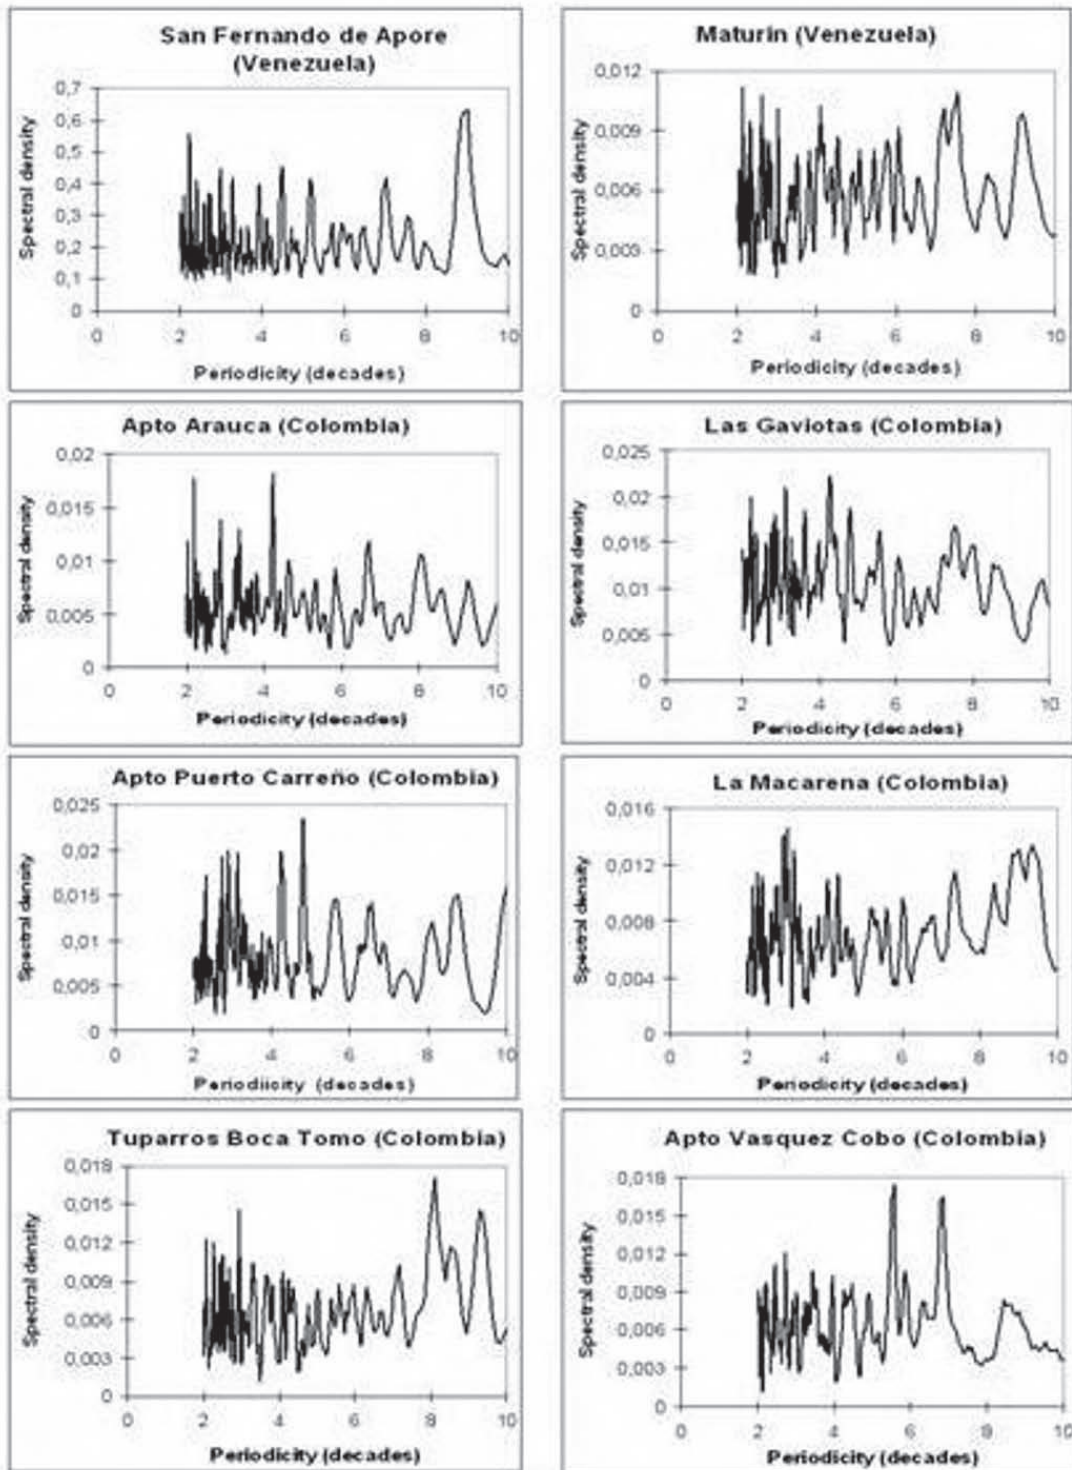 San Fernando de Apore
(Venezuela)
Spectral density
0,7
0,6
0,5
0,4
0,3
0,2
0,1
0
0 2 4 6 8 10
Periodicity (decades)
Maturin (Venezuela)
Spectral density
0,012
0,009
0,006
0,003
0
0 2 4 6 8 10
Periodicity (decades)
Apto Arauca (Colombia)
Spectral density
0,02
0,015
0,01
0,005
0
0 2 4 6 8 10
Periodicity (decades)
Las Gaviotas (Colombia)
Spectral density
0,025
0,02
0,015
0,01
0,005
0
0 2 4 6 8 10
Periodicity (decades)
Apto Puerto Carreño (Colombia)
Spectral density
0,025
0,02
0,015
0,01
0,005
0
0 2 4 6 8 10
Periodiicity (decades)
La Macarena (Colombia)
Spectral density
0,016
0,012
0,008
0,004
0
0 2 4 6 8 10
Periodicity (decades)
Tuparros Boca Tomo (Colombia)
Spectral density
0,018
0,015
0,012
0,009
0,006
0,003
0
0 2 4 6 8 10
Periodicity (decades)
Apto Vasquez Cobo (Colombia)
Spectral density
0,018
0,015
0,012
0,009
0,006
0,003
0
0 2 4 6 8 10
Periodicity (decades)